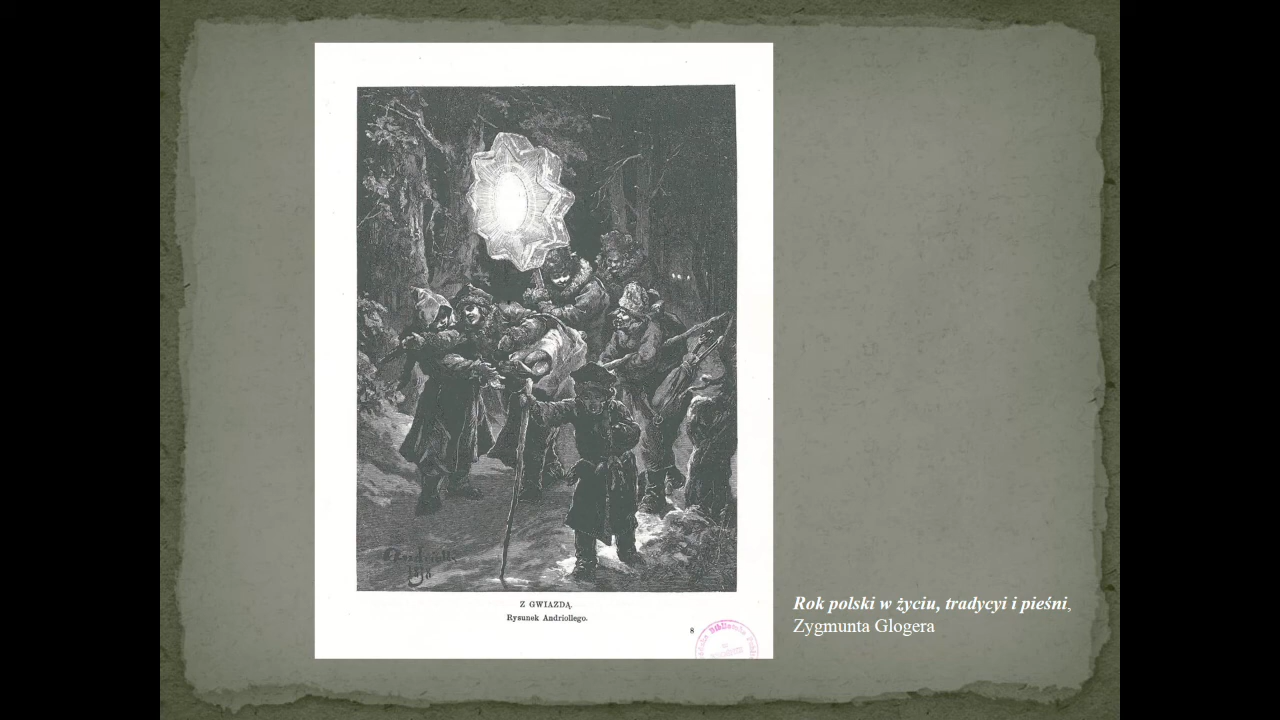 Z GWIAZDĄ.
Rysunek Andriollego.
8
Rok polski w życiu, tradycyi i pieśni,
Zygmunta Glogera